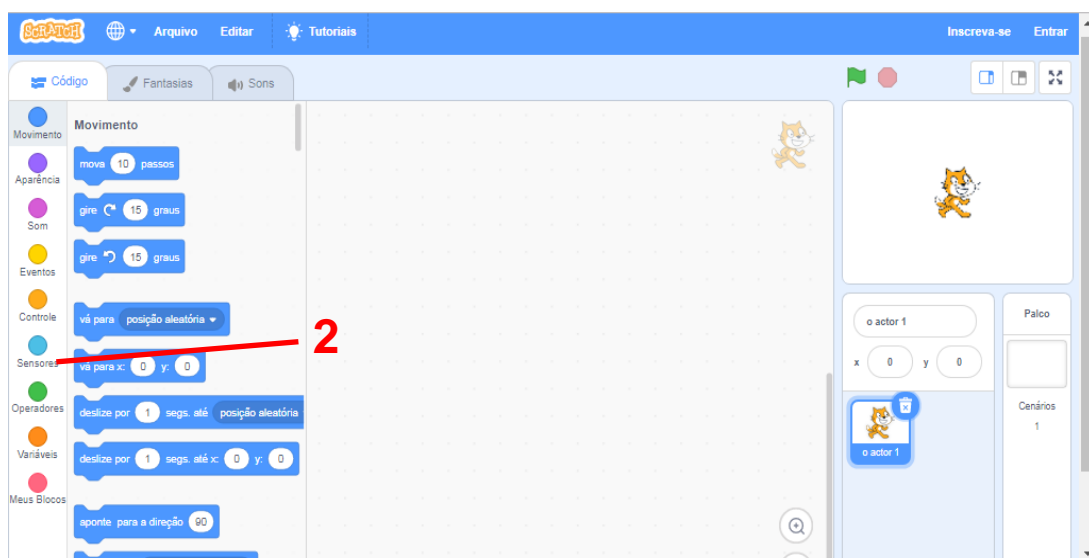 SCRATCH Arquivo Editar Tutoriais Inscreva-se Entrar
Código Fantasias Sons
Movimento
Aparência
Som
Eventos
Controle
Sensores
Operadores
Variáveis
Meus Blocos
Movimento
mova 10 passos
gire 15 graus
gire 15 graus
vá para posição aleatória
vá para x: 0 y: 0
deslize por 1 segs. até posição aleatória
deslize por 1 segs. até x: 0 y: 0
aponte para a direção 90
2
o actor 1
x 0 y 0
o actor 1
Palco
Cenários
1